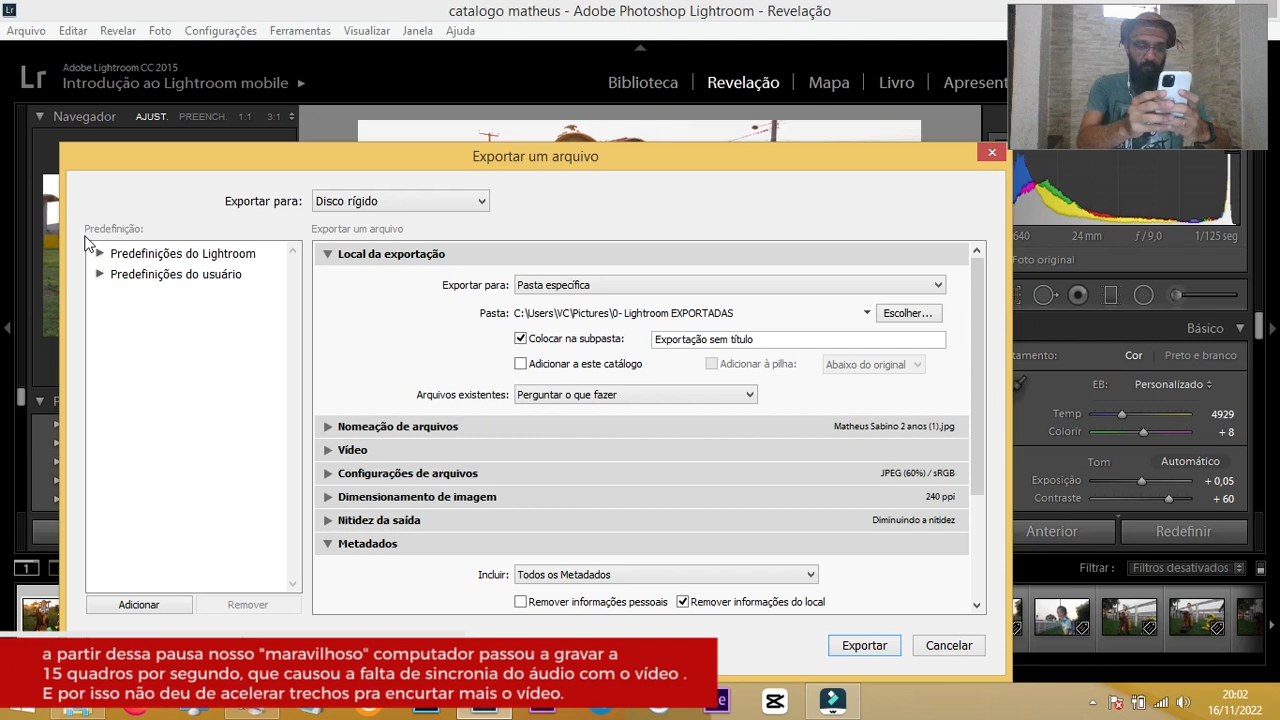 catalogo matheus - Adobe Photoshop Lightroom - Revelação
Arquivo Editar Revelar Foto Configurações Ferramentas Visualizar Janela Ajuda
Adobe Lightroom CC 2015
Introdução ao Lightroom mobile
Biblioteca Revelação Mapa Livro Apresent
Navegador AJUST. PREENCH. 1:1 3:1
Exportar um arquivo
Exportar para: Disco rígido
Predefinição:
Predefinições do Lightroom
Predefinições do usuário
Adicionar Remover
Exportar um arquivo
Local da exportação
Exportar para: Pasta específica
Pasta: C:\Users\VC\Pictures\0- Lightroom EXPORTADAS Escolher...
Colocar na subpasta: Exportação sem título
Adicionar a este catálogo Adicionar à pilha: Abaixo do original
Arquivos existentes: Perguntar o que fazer
Nomeação de arquivos Matheus Sabino 2 anos (1).jpg
Vídeo
Configurações de arquivos JPEG (60%) / sRGB
Dimensionamento de imagem 240 ppi
Nitidez da saída Diminuindo a nitidez
Metadados
Incluir: Todos os Metadados
Remover informações pessoais Remover informações do local
Exportar Cancelar
640 24 mm f / 9,0 1/125 seg
Foto original
Básico
tamento: Cor Preto e branco
EB: Personalizado
Temp 4929
Colorir + 8
Tom Automático
Exposição + 0,05
Contraste + 60
Anterior Redefinir
1
Filtrar : Filtros desativados
a partir dessa pausa nosso "maravilhoso" computador passou a gravar a
15 quadros por segundo, que causou a falta de sincronia do áudio com o vídeo .
E por isso não deu de acelerar trechos pra encurtar mais o vídeo.
20:02
16/11/2022